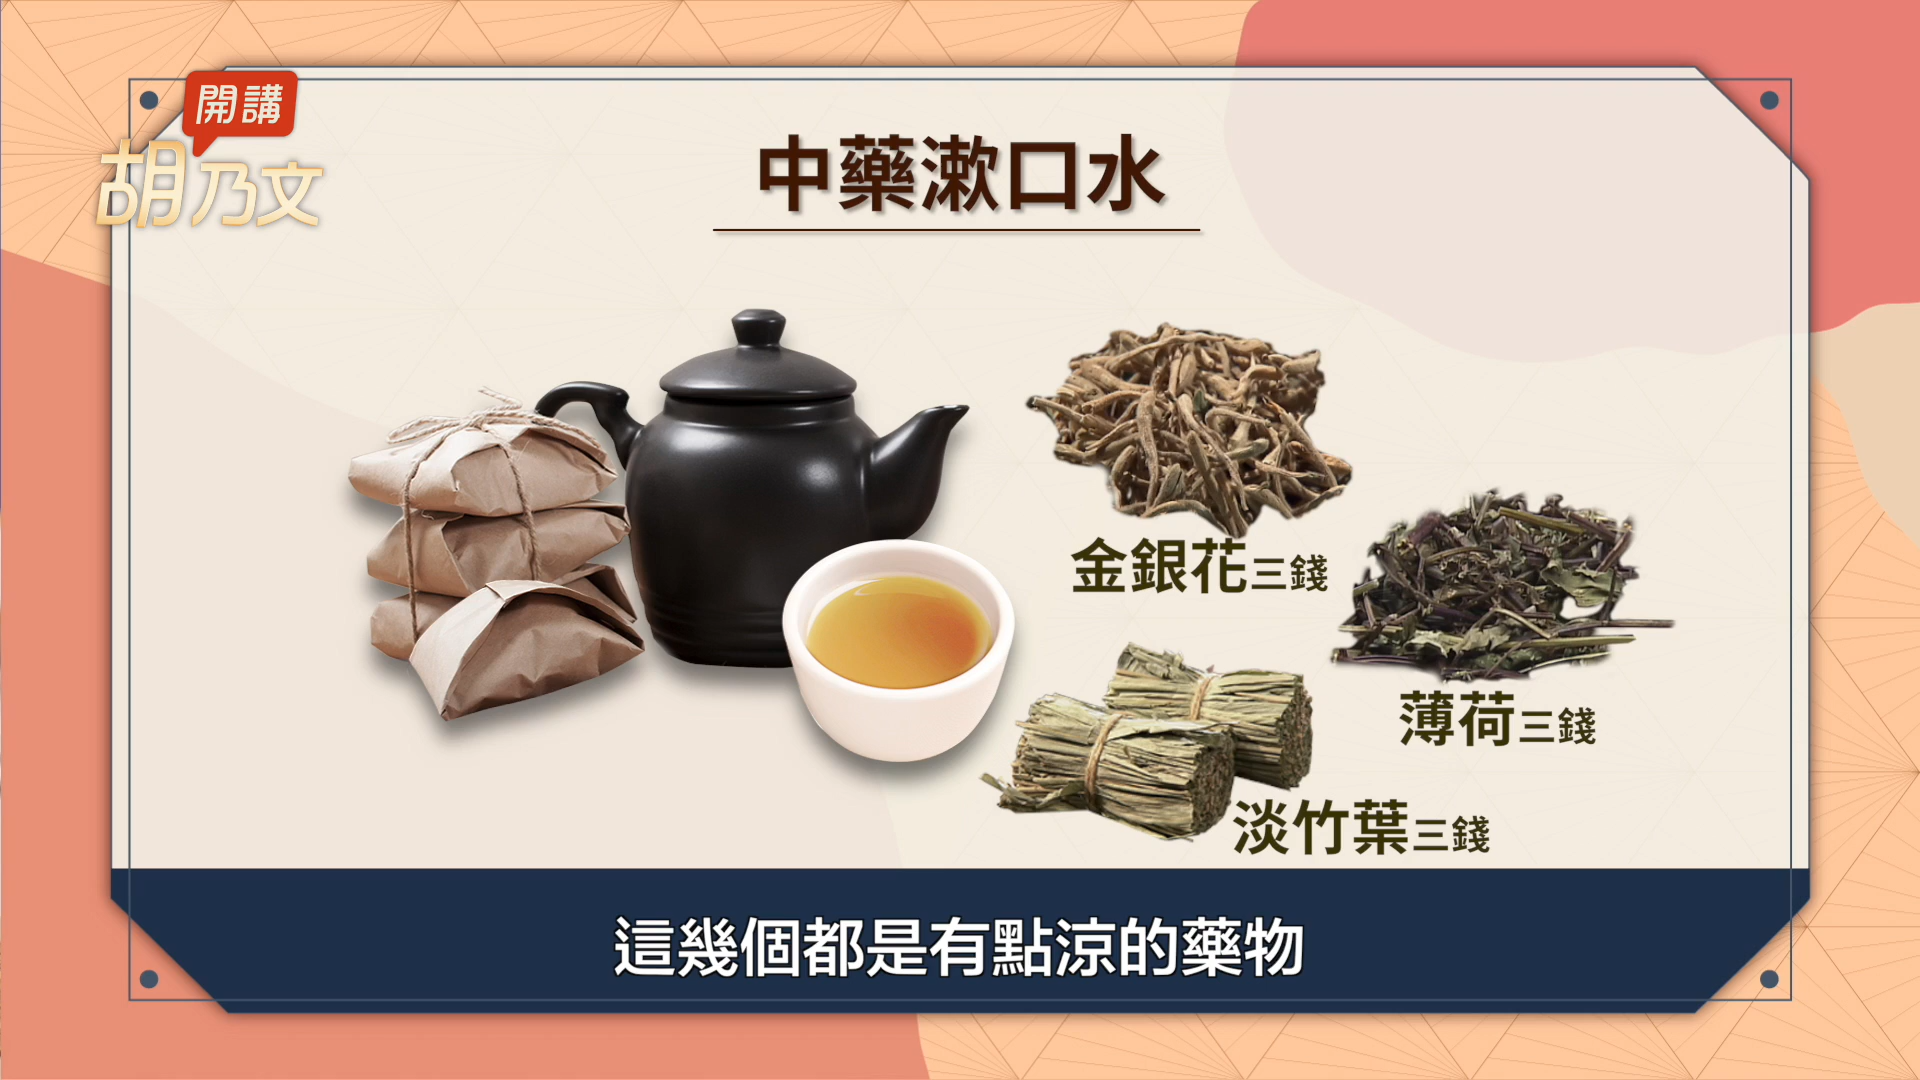 開講
胡乃文
中藥漱口水
金銀花三錢
薄荷三錢
淡竹葉三錢
這幾個都是有點涼的藥物